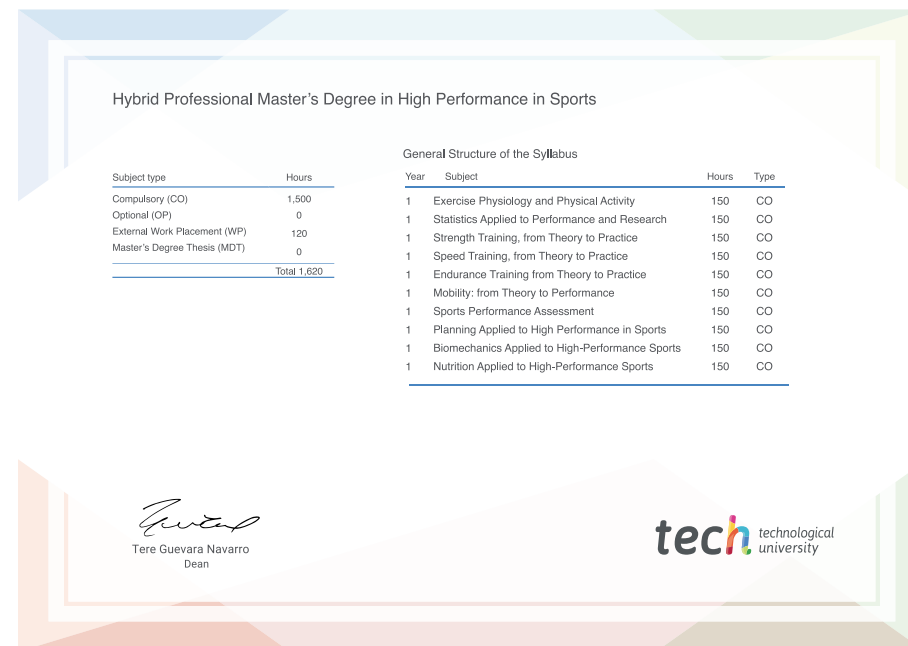 Hybrid Professional Master’s Degree in High Performance in Sports
Subject type Hours
Compulsory (CO) 1,500
Optional (OP) 0
External Work Placement (WP) 120
Master’s Degree Thesis (MDT) 0
Total 1,620
General Structure of the Syllabus
Year Subject Hours Type
1 Exercise Physiology and Physical Activity 150 CO
1 Statistics Applied to Performance and Research 150 CO
1 Strength Training, from Theory to Practice 150 CO
1 Speed Training, from Theory to Practice 150 CO
1 Endurance Training from Theory to Practice 150 CO
1 Mobility: from Theory to Performance 150 CO
1 Sports Performance Assessment 150 CO
1 Planning Applied to High Performance in Sports 150 CO
1 Biomechanics Applied to High-Performance Sports 150 CO
1 Nutrition Applied to High-Performance Sports 150 CO
Tere Guevara Navarro
Dean
tech technological
university